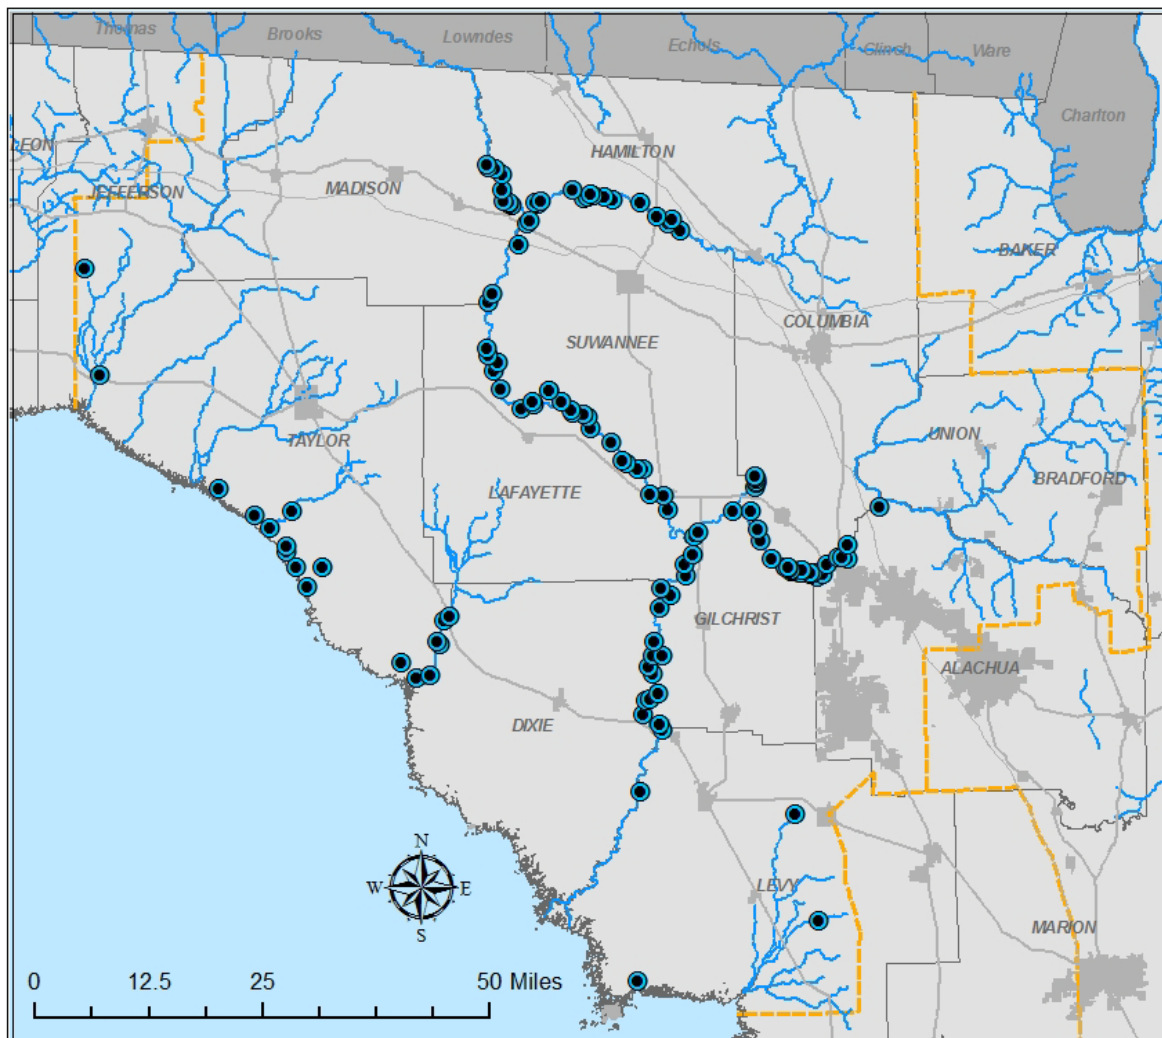 Thomas
Brooks
Lowndes
Echols
Clinch
Ware
Charlton
LEON
JEFFERSON
MADISON
HAMILTON
BAKER
COLUMBIA
SUWANNEE
TAYLOR
UNION
BRADFORD
LAFAYETTE
GILCHRIST
ALACHUA
DIXIE
LEVY
MARION
N
W E
S
0 12.5 25 50 Miles